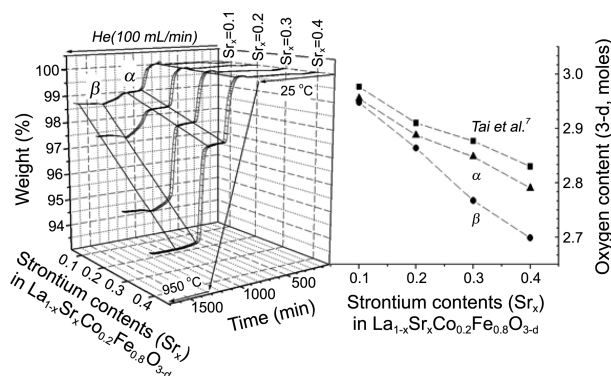 He(100 mL/min)
Srₓ=0.1
Srₓ=0.2
Srₓ=0.3
Srₓ=0.4
100
99
98
97
96
95
94
Weight (%)
β
α
25 °C
950 °C
0.1
0.2
0.3
0.4
Strontium contents (Srₓ)
in La₁₋ₓSrₓCo₀.₂Fe₀.₈O₃₋d
1500
1000
500
Time (min)
3.0
2.9
2.8
2.7
Oxygen content (3-d, moles)
Tai et al.⁷
α
β
0.1 0.2 0.3 0.4
Strontium contents (Srₓ)
in La₁₋ₓSrₓCo₀.₂Fe₀.₈O₃₋d